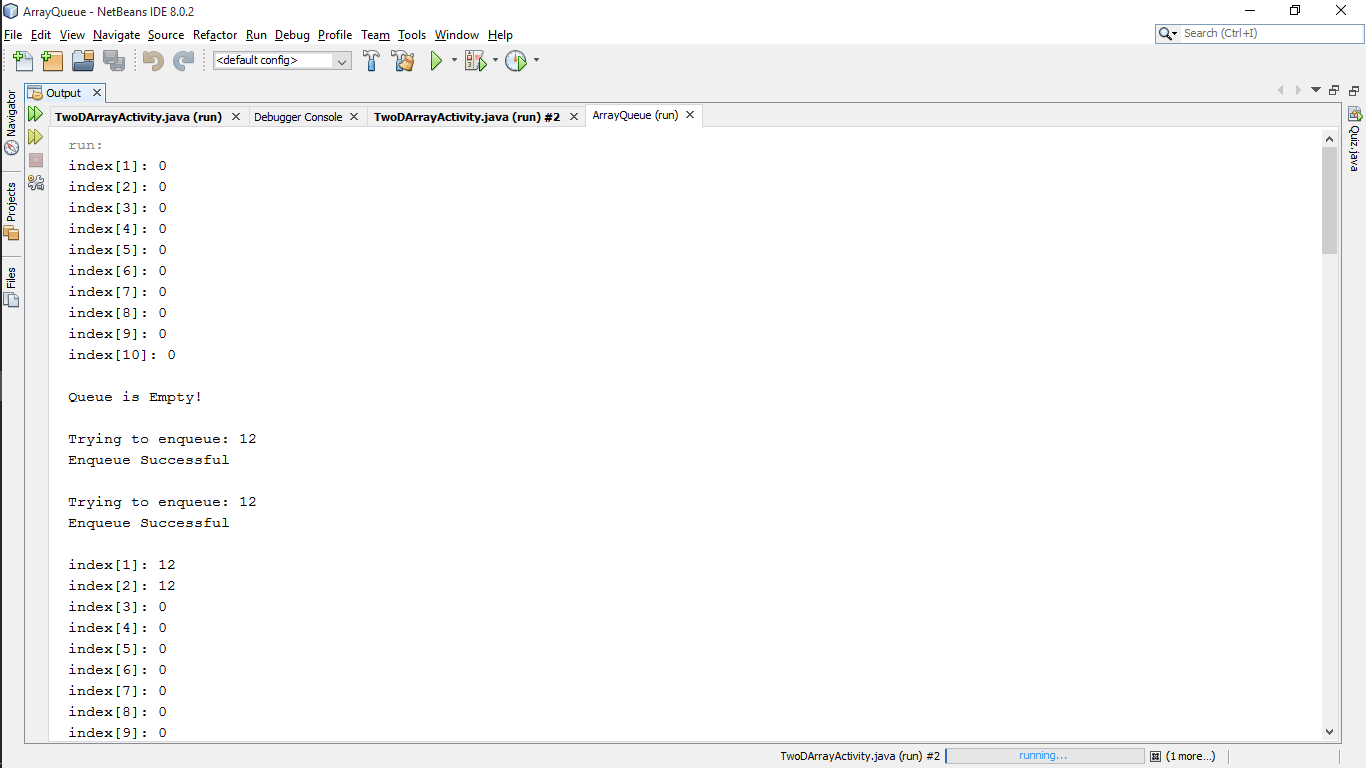 ArrayQueue - NetBeans IDE 8.0.2
File Edit View Navigate Source Refactor Run Debug Profile Team Tools Window Help
Search (Ctrl+I)
<default config>
Output
Navigator
Projects
Files
Quiz.java
TwoDArrayActivity.java (run) Debugger Console TwoDArrayActivity.java (run) #2 ArrayQueue (run)
run:
index[1]: 0
index[2]: 0
index[3]: 0
index[4]: 0
index[5]: 0
index[6]: 0
index[7]: 0
index[8]: 0
index[9]: 0
index[10]: 0
Queue is Empty!
Trying to enqueue: 12
Enqueue Successful
Trying to enqueue: 12
Enqueue Successful
index[1]: 12
index[2]: 12
index[3]: 0
index[4]: 0
index[5]: 0
index[6]: 0
index[7]: 0
index[8]: 0
index[9]: 0
TwoDArrayActivity.java (run) #2 running... (1 more...)